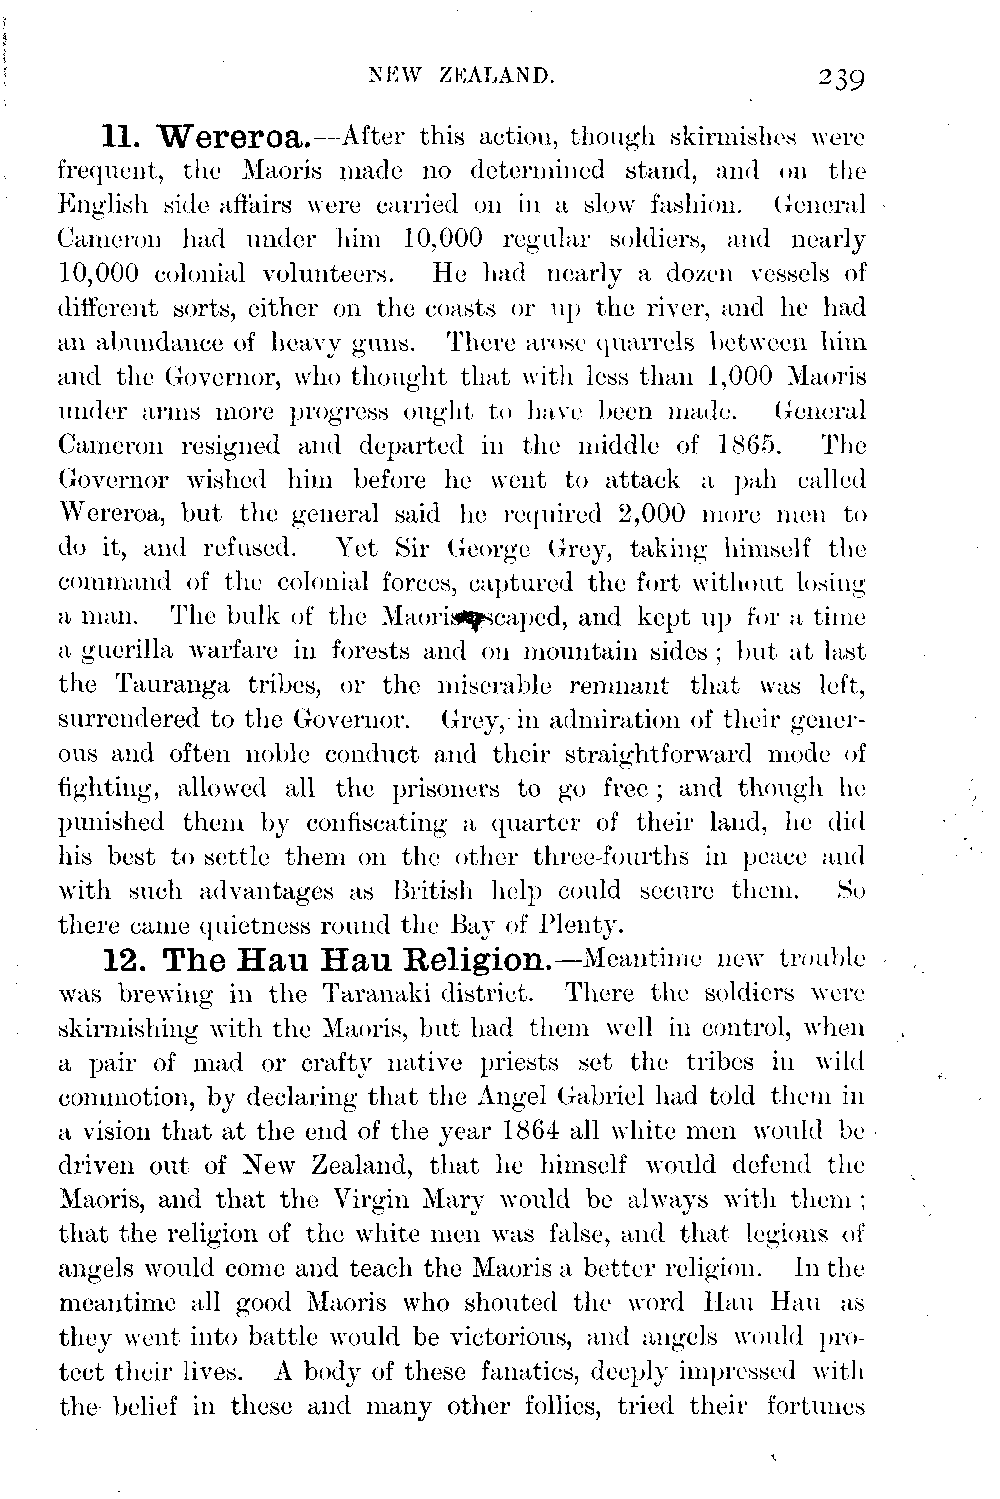 NEW ZEALAND. 239
11. Wereroa.—After this action, though skirmishes were
frequent, the Maoris made no determined stand, and on the
English side affairs were carried on in a slow fashion. General
Cameron had under him 10,000 regular soldiers, and nearly
10,000 colonial volunteers. He had nearly a dozen vessels of
different sorts, either on the coasts or up the river, and he had
an abundance of heavy guns. There arose quarrels between him
and the Governor, who thought that with less than 1,000 Maoris
under arms more progress ought to have been made. General
Cameron resigned and departed in the middle of 1865. The
Governor wished him before he went to attack a pah called
Wereroa, but the general said he required 2,000 more men to
do it, and refused. Yet Sir George Grey, taking himself the
command of the colonial forces, captured the fort without losing
a man. The bulk of the Maoris escaped, and kept up for a time
a guerilla warfare in forests and on mountain sides; but at last
the Tauranga tribes, or the miserable remnant that was left,
surrendered to the Governor. Grey, in admiration of their gener-
ous and often noble conduct and their straightforward mode of
fighting, allowed all the prisoners to go free; and though he
punished them by confiscating a quarter of their land, he did
his best to settle them on the other three-fourths in peace and
with such advantages as British help could secure them. So
there came quietness round the Bay of Plenty.
12. The Hau Hau Religion.—Meantime new trouble
was brewing in the Taranaki district. There the soldiers were
skirmishing with the Maoris, but had them well in control, when
a pair of mad or crafty native priests set the tribes in wild
commotion, by declaring that the Angel Gabriel had told them in
a vision that at the end of the year 1864 all white men would be
driven out of New Zealand, that he himself would defend the
Maoris, and that the Virgin Mary would be always with them;
that the religion of the white men was false, and that legions of
angels would come and teach the Maoris a better religion. In the
meantime all good Maoris who shouted the word Hau Hau as
they went into battle would be victorious, and angels would pro-
tect their lives. A body of these fanatics, deeply impressed with
the belief in these and many other follies, tried their fortunes